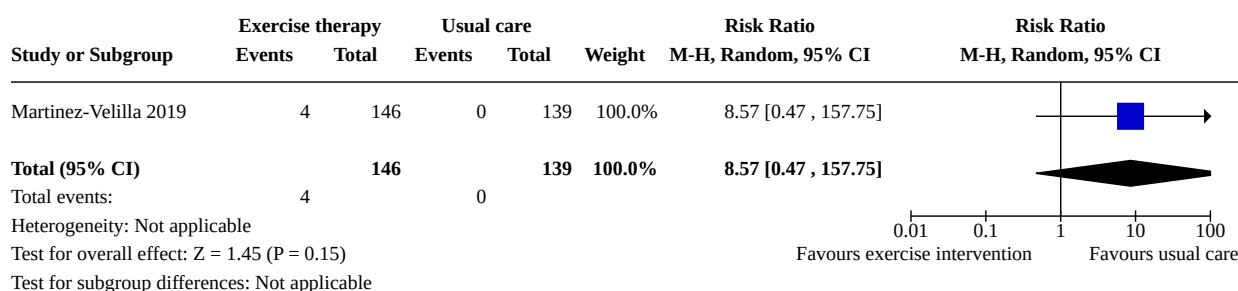 Exercise therapy Usual care Risk Ratio Risk Ratio
Study or Subgroup Events Total Events Total Weight M-H, Random, 95% CI M-H, Random, 95% CI
Martinez-Velilla 2019 4 146 0 139 100.0% 8.57 [0.47 , 157.75]
Total (95% CI) 146 139 100.0% 8.57 [0.47 , 157.75]
Total events: 4 0
Heterogeneity: Not applicable
0.01 0.1 1 10 100
Test for overall effect: Z = 1.45 (P = 0.15) Favours exercise intervention Favours usual care
Test for subgroup differences: Not applicable